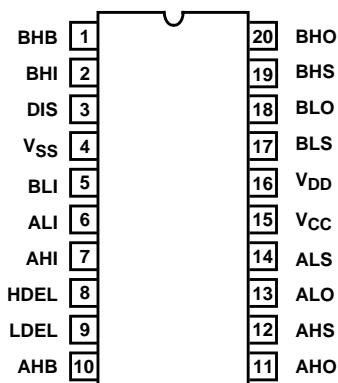 BHB 1 20 BHO
BHI 2 19 BHS
DIS 3 18 BLO
VSS 4 17 BLS
BLI 5 16 VDD
ALI 6 15 VCC
AHI 7 14 ALS
HDEL 8 13 ALO
LDEL 9 12 AHS
AHB 10 11 AHO